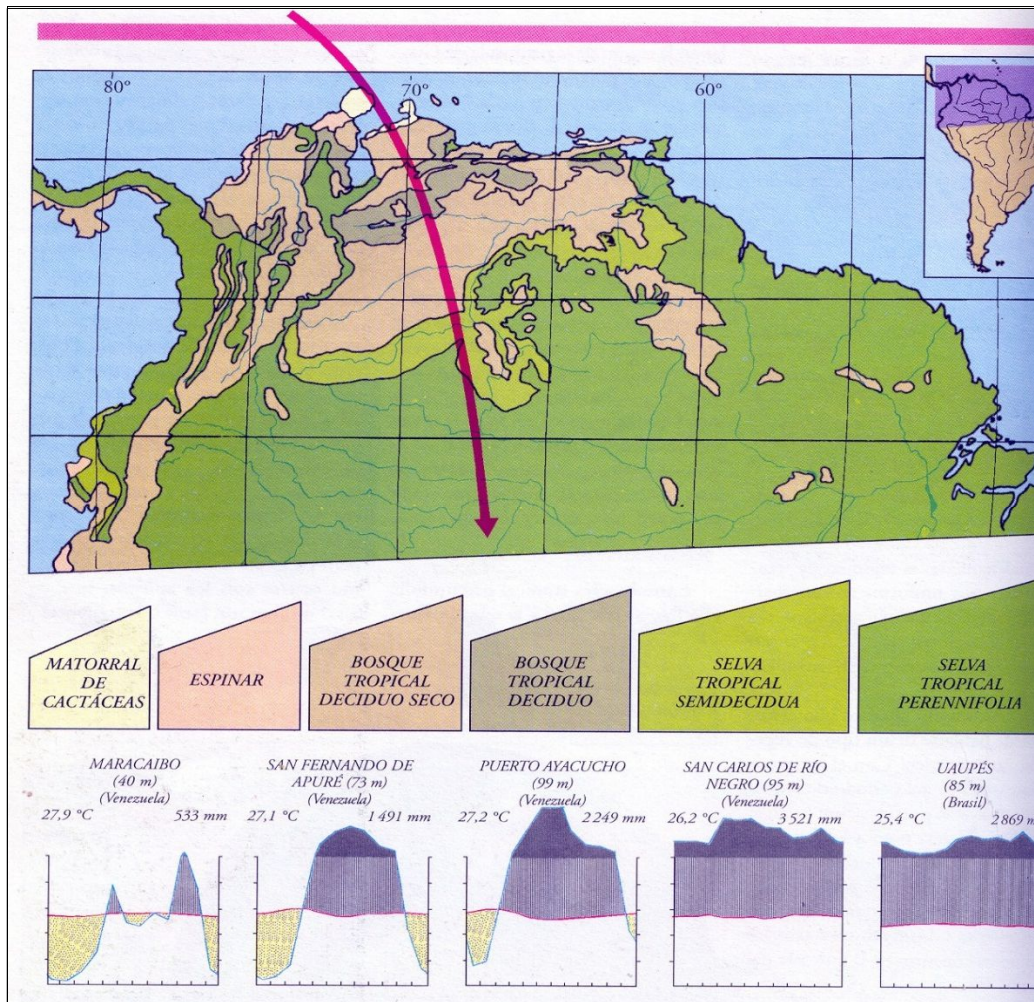 80°
70°
60°
MATORRAL
DE
CACTÁCEAS
ESPINAR
BOSQUE
TROPICAL
DECIDUO SECO
BOSQUE
TROPICAL
DECIDUO
SELVA
TROPICAL
SEMIDECIDUA
SELVA
TROPICAL
PERENNIFOLIA
MARACAIBO
(40 m)
(Venezuela)
27,9 °C 533 mm
SAN FERNANDO DE
APURÉ (73 m)
(Venezuela)
27,1 °C 1 491 mm
PUERTO AYACUCHO
(99 m)
(Venezuela)
27,2 °C 2 249 mm
SAN CARLOS DE RÍO
NEGRO (95 m)
(Venezuela)
26,2 °C 3 521 mm
UAUPÉS
(85 m)
(Brasil)
25,4 °C 2 869 m